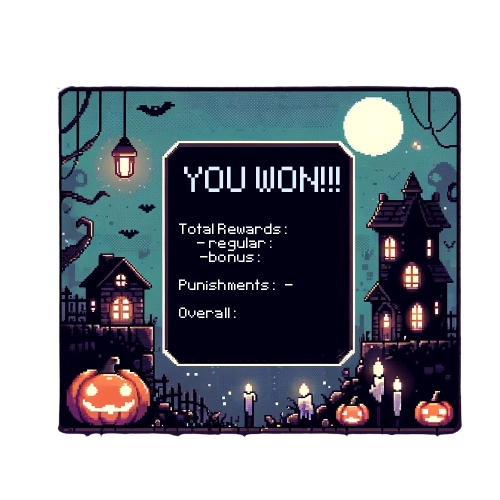 YOU WON!!!
Total Rewards:
- regular:
-bonus:
Punishments: -
Overall: